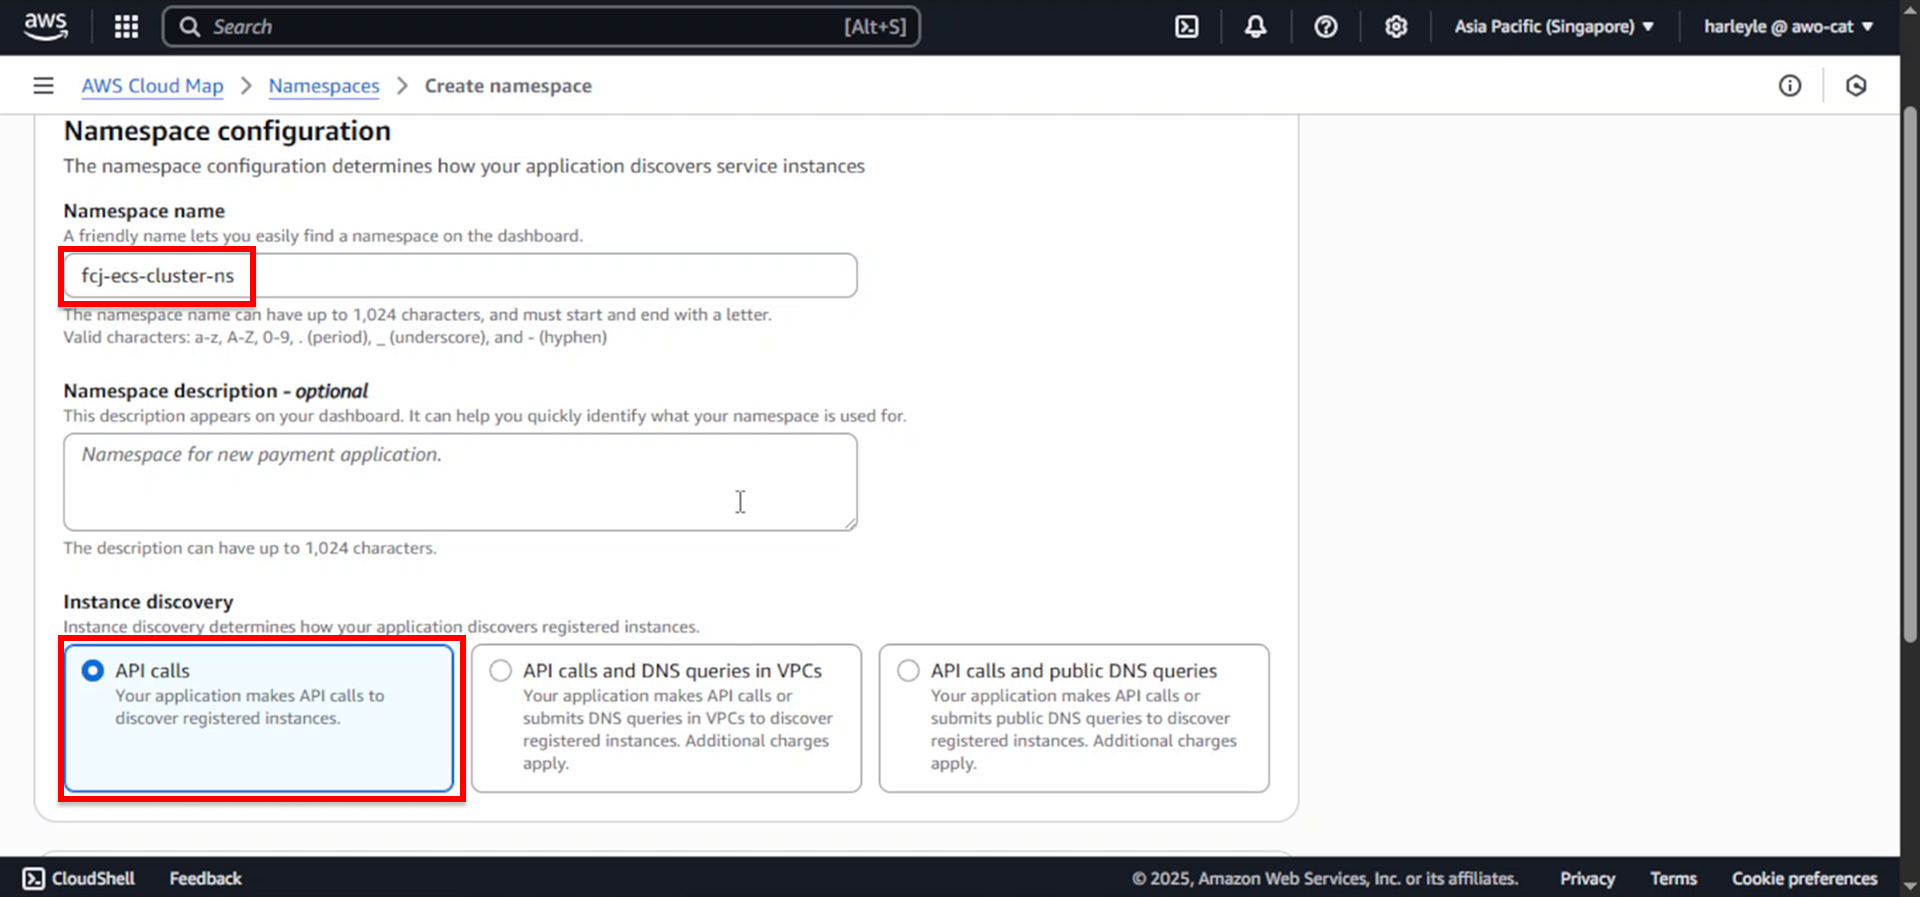 aws
Search [Alt+S]
Asia Pacific (Singapore)
harleyle @ awo-cat
AWS Cloud Map > Namespaces > Create namespace
Namespace configuration
The namespace configuration determines how your application discovers service instances
Namespace name
A friendly name lets you easily find a namespace on the dashboard.
fcj-ecs-cluster-ns
The namespace name can have up to 1,024 characters, and must start and end with a letter.
Valid characters: a-z, A-Z, 0-9, . (period), _ (underscore), and - (hyphen)
Namespace description - optional
This description appears on your dashboard. It can help you quickly identify what your namespace is used for.
Namespace for new payment application.
The description can have up to 1,024 characters.
Instance discovery
Instance discovery determines how your application discovers registered instances.
API calls
Your application makes API calls to
discover registered instances.
API calls and DNS queries in VPCs
Your application makes API calls or
submits DNS queries in VPCs to discover
registered instances. Additional charges
apply.
API calls and public DNS queries
Your application makes API calls or
submits public DNS queries to discover
registered instances. Additional charges
apply.
CloudShell
Feedback
© 2025, Amazon Web Services, Inc. or its affiliates.
Privacy
Terms
Cookie preferences